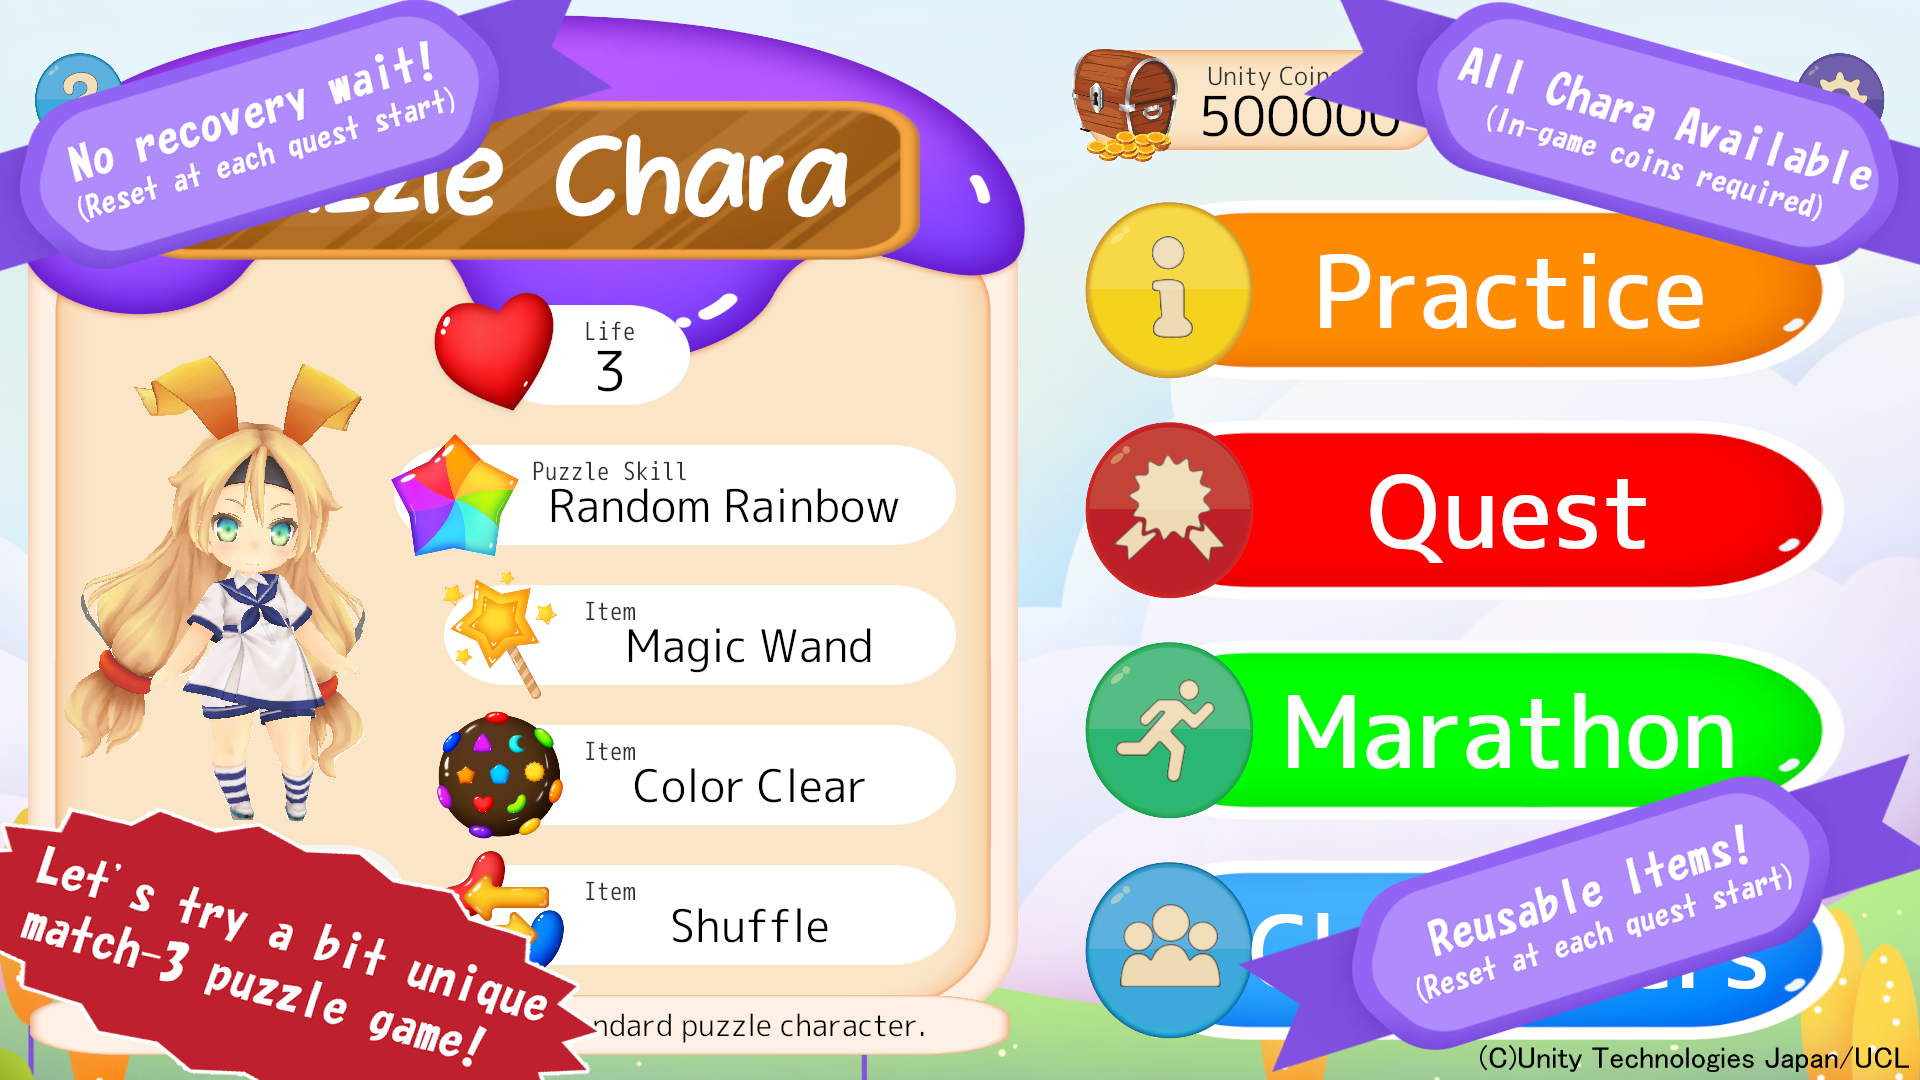 No recovery wait!
(Reset at each quest start)
Chara
Life
3
Puzzle Skill
Random Rainbow
Item
Magic Wand
Item
Color Clear
Item
Shuffle
puzzle character.
Let's try a bit unique
match-3 puzzle game!
Unity
500000
All Chara Available
(In-game coins required)
Practice
Quest
Marathon
Reusable Items!
(Reset at each quest start)
(C)Unity Technologies Japan/UCL